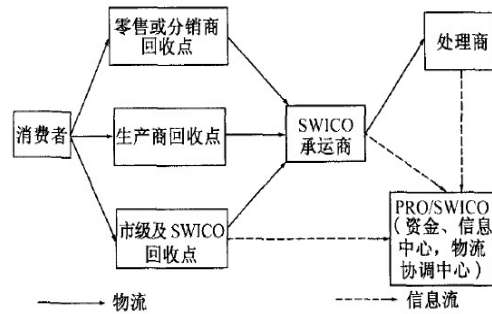 零售或分销商
回收点
处理商
消费者
生产商回收点
SWICO
承运商
市级及SWICO
回收点
PRO/SWICO
(资金、信息
中心,物流
协调中心)
物流
信息流